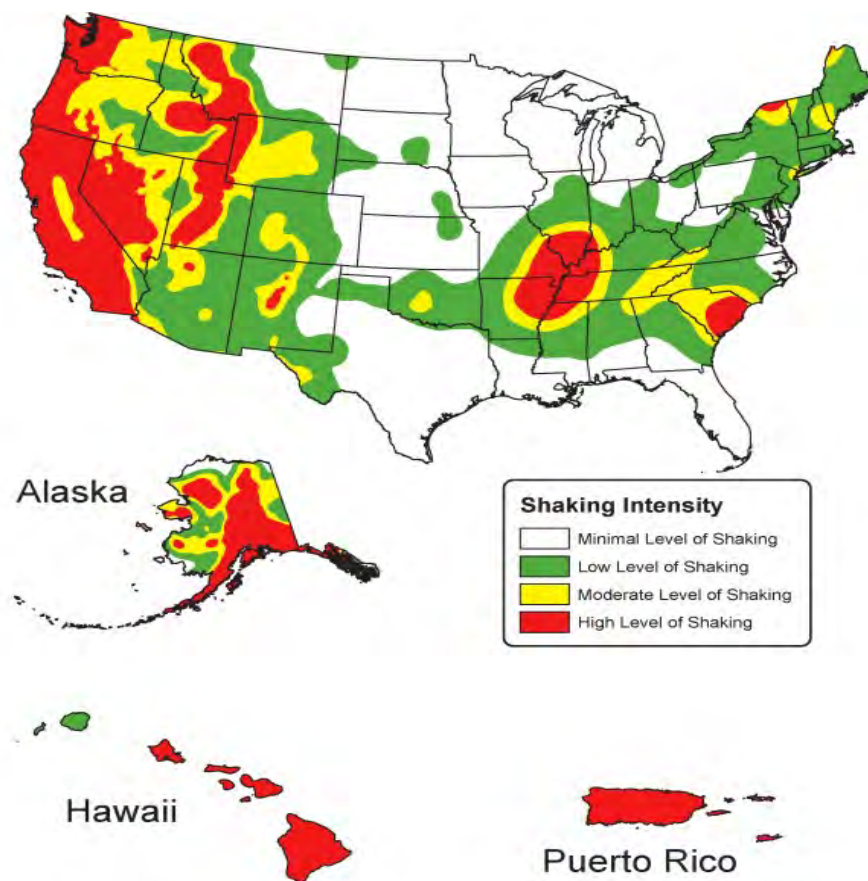 Alaska
Shaking Intensity
Minimal Level of Shaking
Low Level of Shaking
Moderate Level of Shaking
High Level of Shaking
Hawaii
Puerto Rico